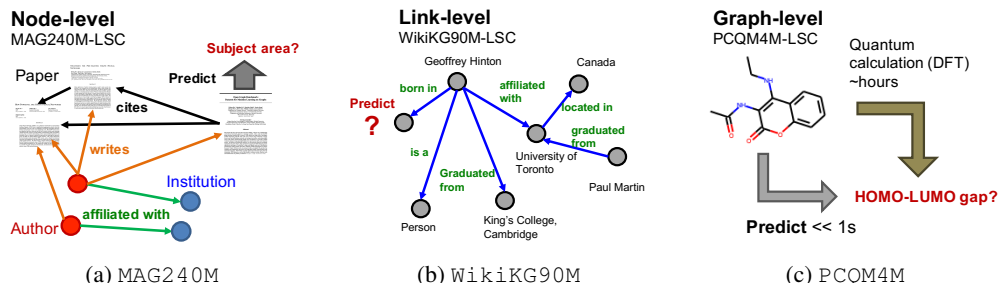 Node-level
MAG240M-LSC
Subject area?
Paper
Predict
cites
writes
Institution
affiliated with
Author
(a) MAG240M
Link-level
WikiKG90M-LSC
Geoffrey Hinton
Canada
born in
affiliated with
Predict
?
located in
graduated from
is a
University of Toronto
Graduated from
Paul Martin
Person
King's College, Cambridge
(b) WikiKG90M
Graph-level
PCQM4M-LSC
Quantum
calculation (DFT)
~hours
HN
HN
O
O
O
HOMO-LUMO gap?
Predict << 1s
(c) PCQM4M